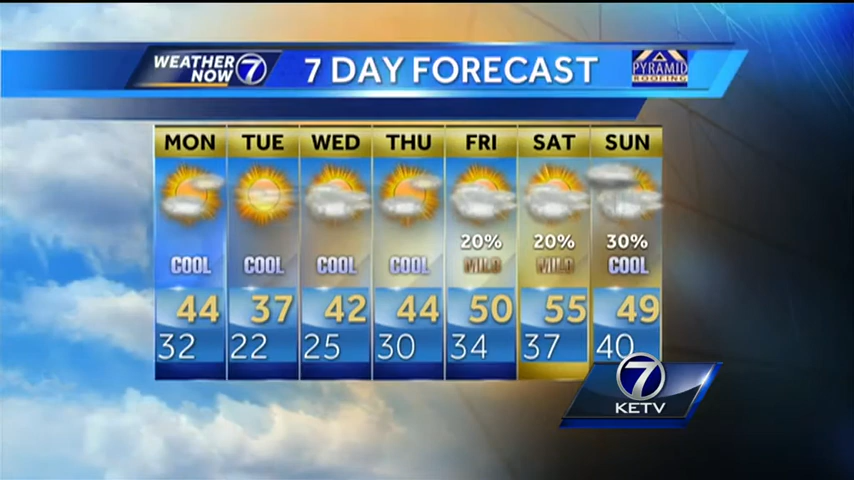 WEATHER NOW 7
7 DAY FORECAST
PYRAMID
ROOFING
MON TUE WED THU FRI SAT SUN
20% 20% 30%
COOL COOL COOL COOL MILD MILD COOL
44 37 42 44 50 55 49
32 22 25 30 34 37 40
7
KETV